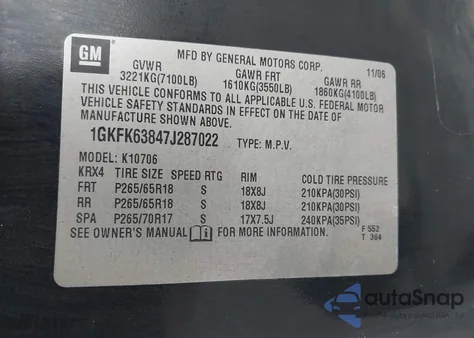 GM
MFD BY GENERAL MOTORS CORP.
11/06
GVWR GAWR FRT GAWR RR
3221KG(7100LB) 1610KG(3550LB) 1860KG(4100LB)
THIS VEHICLE CONFORMS TO ALL APPLICABLE U.S. FEDERAL MOTOR
VEHICLE SAFETY STANDARDS IN EFFECT ON THE DATE OF
MANUFACTURE SHOWN ABOVE.
1GKFK63847J287022 TYPE: M.P.V.
MODEL: K10706
KRX4 TIRE SIZE SPEED RTG RIM COLD TIRE PRESSURE
FRT P265/65R18 S 18X8J 210KPA(30PSI)
RR P265/65R18 S 18X8J 210KPA(30PSI)
SPA P265/70R17 S 17X7.5J 240KPA(35PSI)
SEE OWNER'S MANUAL i FOR MORE INFORMATION.
F 552
T 364
autoSnap